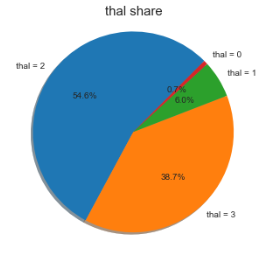 thal share
thal = 0
thal = 2
thal = 1
0.7%
54.6%
6.0%
38.7%
thal = 3